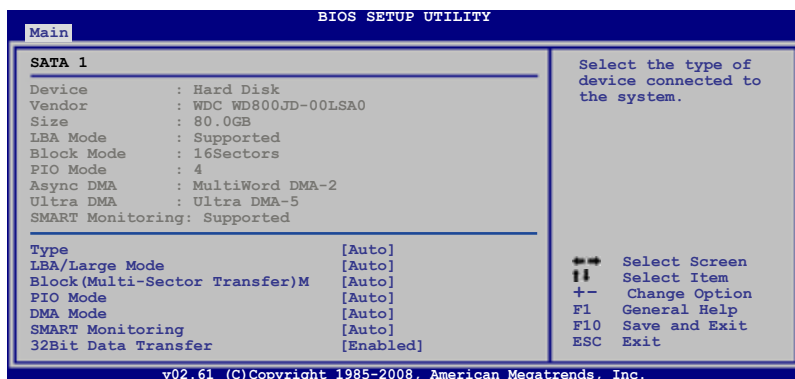 BIOS SETUP UTILITY
Main
SATA 1
Device : Hard Disk
Vendor : WDC WD800JD-00LSA0
Size : 80.0GB
LBA Mode : Supported
Block Mode : 16Sectors
PIO Mode : 4
Async DMA : MultiWord DMA-2
Ultra DMA : Ultra DMA-5
SMART Monitoring: Supported
Type [Auto]
LBA/Large Mode [Auto]
Block(Multi-Sector Transfer)M [Auto]
PIO Mode [Auto]
DMA Mode [Auto]
SMART Monitoring [Auto]
32Bit Data Transfer [Enabled]
Select the type of
device connected to
the system.
←→ Select Screen
↑↓ Select Item
+- Change Option
F1 General Help
F10 Save and Exit
ESC Exit
v02.61 (C)Copyright 1985-2008, American Megatrends, Inc.